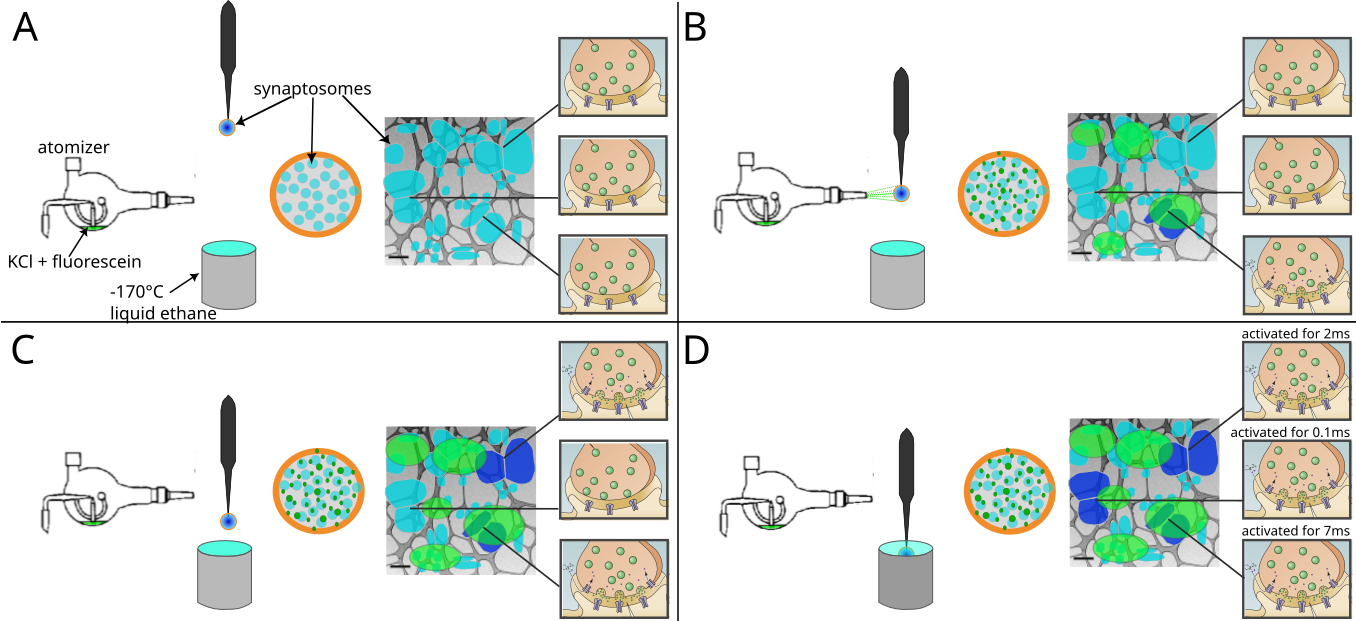 A
synaptosomes
atomizer
KCl + fluorescein
-170°C
liquid ethane
B
C
D
activated for 2ms
activated for 0.1ms
activated for 7ms